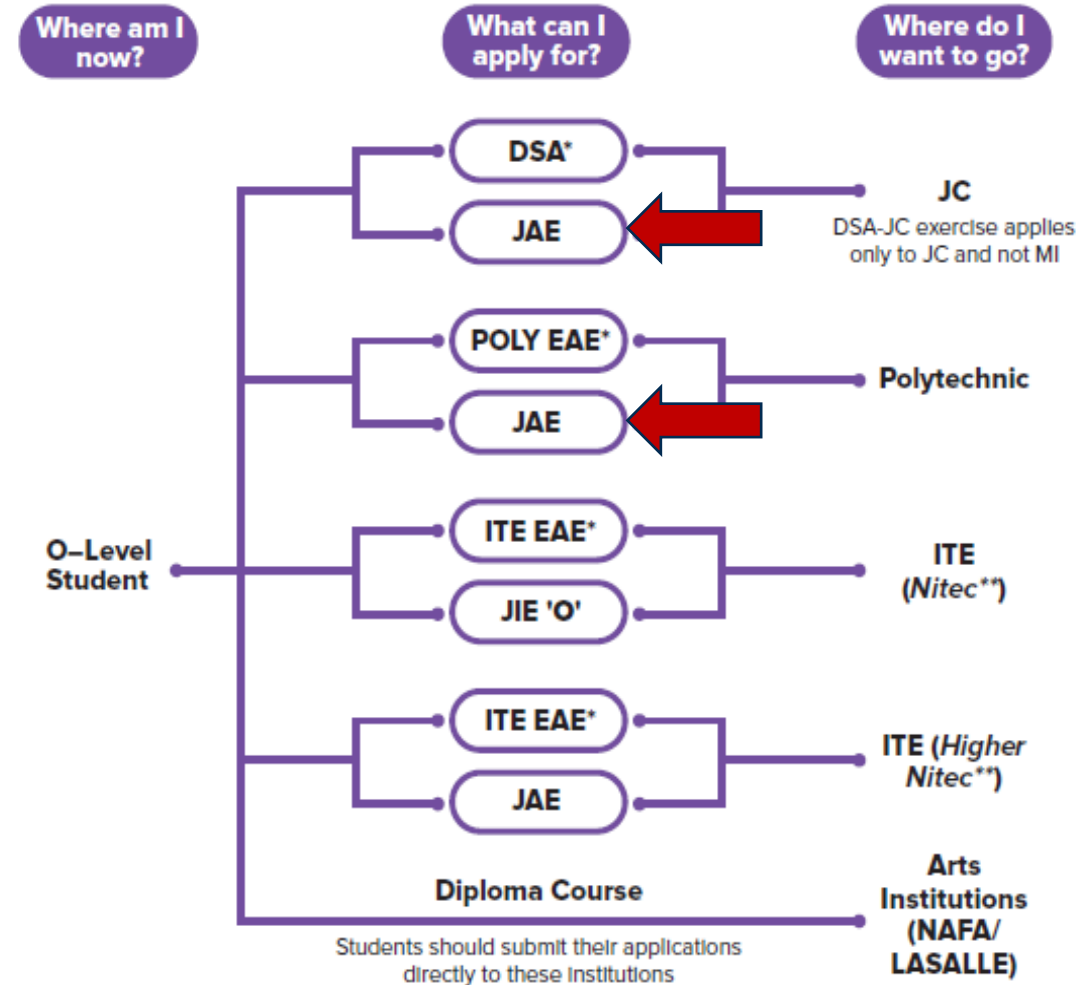 Where am I
now?
What can I
apply for?
Where do I
want to go?
DSA*
JAE
JC
DSA-JC exercise applies
only to JC and not MI
POLY EAE*
JAE
Polytechnic
O–Level
Student
ITE EAE*
JIE 'O'
ITE
(Nitec**)
ITE EAE*
JAE
ITE (Higher
Nitec**)
Diploma Course
Students should submit their applications
directly to these institutions
Arts
Institutions
(NAFA/
LASALLE)